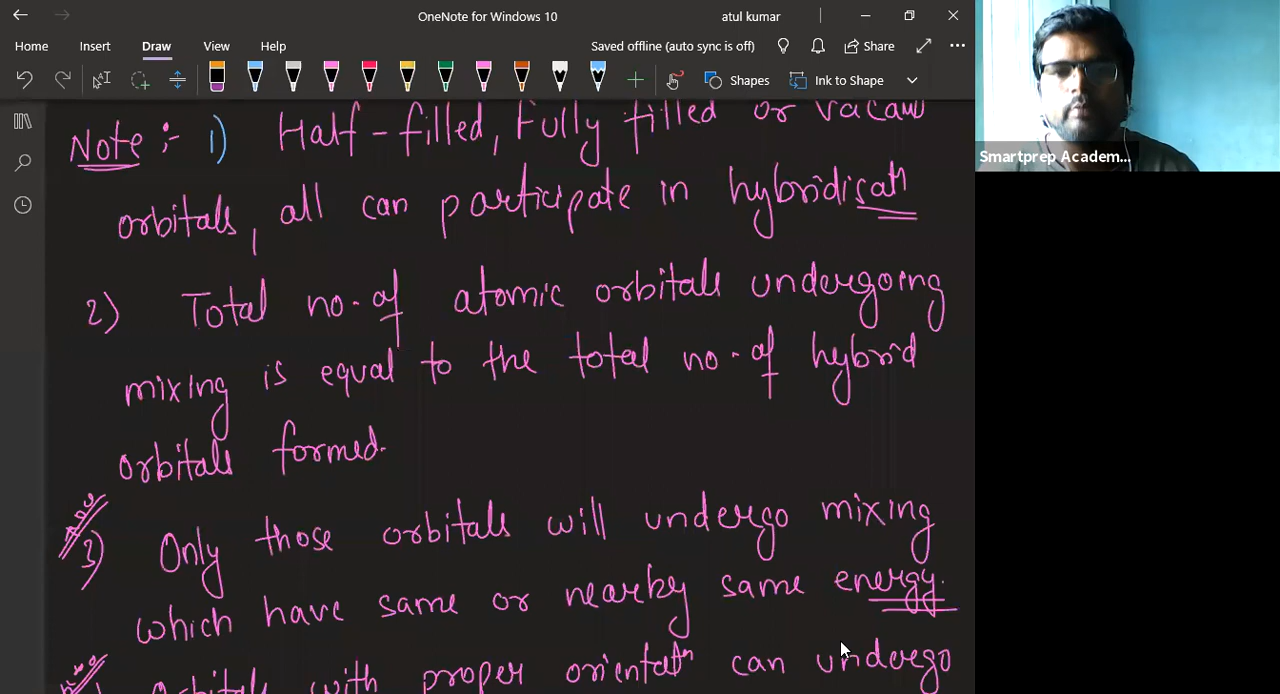 OneNote for Windows 10
atul kumar
Home Insert Draw View Help
Saved offline (auto sync is off)
Share
Shapes
Ink to Shape
Smartprep Academ...
Note :- 1) Half-filled, Fully filled or
orbitals, all can participate in hybridisatn
2) Total no. of atomic orbitals undergoing
mixing is equal to the total no. of hybrid
orbitals formed.
3) Only those orbitals will undergo mixing
which have same or nearby same energy.
with proper orientatn can undergo